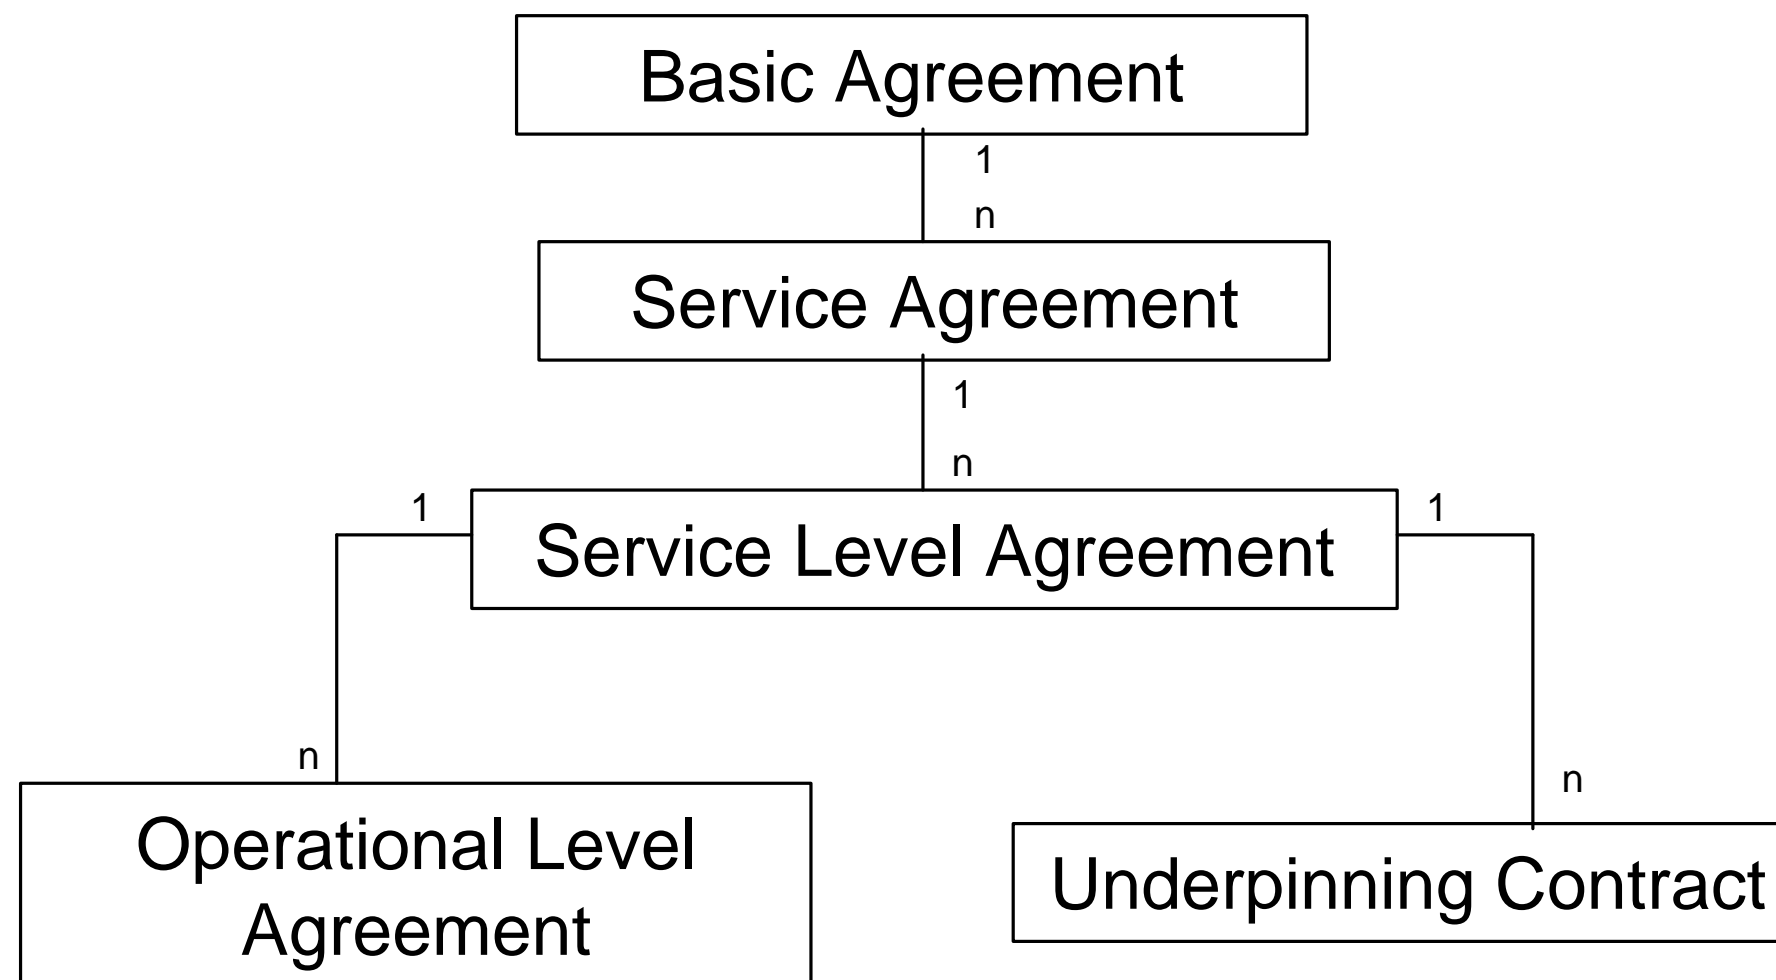 Basic Agreement
1
n
Service Agreement
1
n
1
Service Level Agreement
1
n
n
Operational Level
Agreement
Underpinning Contract